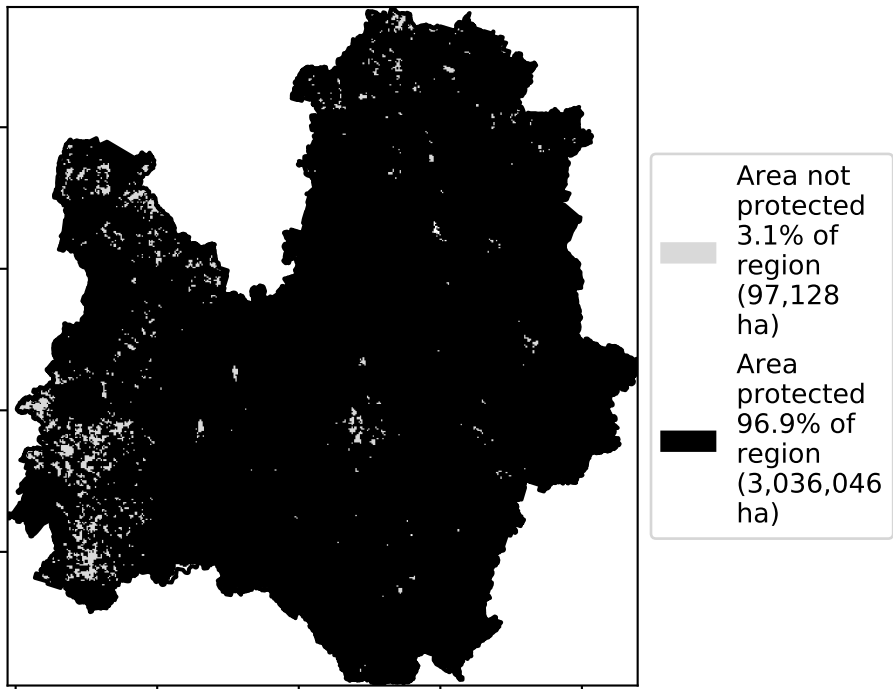 Area not
protected
3.1% of
region
(97,128
ha)
Area
protected
96.9% of
region
(3,036,046
ha)